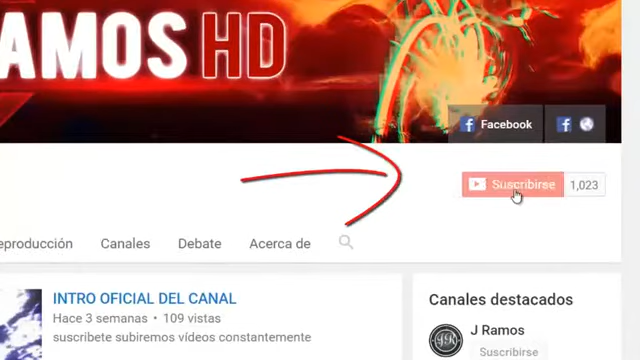 AMOS HD
Facebook
Suscribirse 1,023
eproducción Canales Debate Acerca de
INTRO OFICIAL DEL CANAL
Hace 3 semanas • 109 vistas
suscribete subiremos vídeos constantemente
Canales destacados
J Ramos
Suscribirse